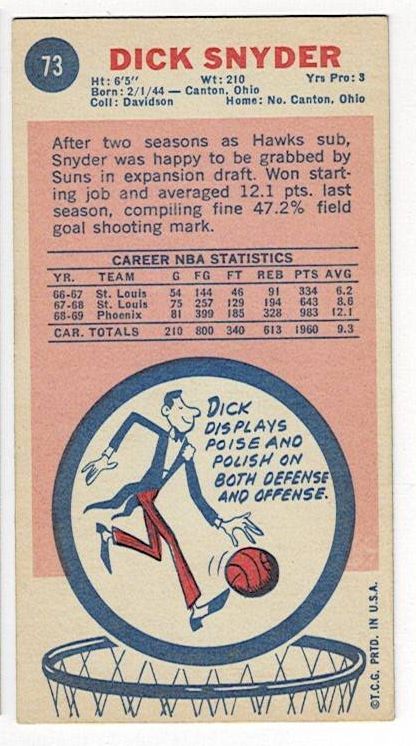 73
DICK SNYDER
Ht: 6'5" Wt: 210 Yrs Pro: 3
Born: 2/1/44 — Canton, Ohio
Coll: Davidson Home: No. Canton, Ohio
After two seasons as Hawks sub,
Snyder was happy to be grabbed by
Suns in expansion draft. Won start-
ing job and averaged 12.1 pts. last
season, compiling fine 47.2% field
goal shooting mark.
CAREER NBA STATISTICS
YR. TEAM G FG FT REB PTS AVG
66-67 St. Louis 54 144 46 91 334 6.2
67-68 St. Louis 75 257 129 194 643 8.6
68-69 Phoenix 81 399 185 328 983 12.1
CAR. TOTALS 210 800 340 613 1960 9.3
DICK
DISPLAYS
POISE AND
POLISH ON
BOTH DEFENSE
AND OFFENSE.
©T.C.G. PRTD. IN U.S.A.